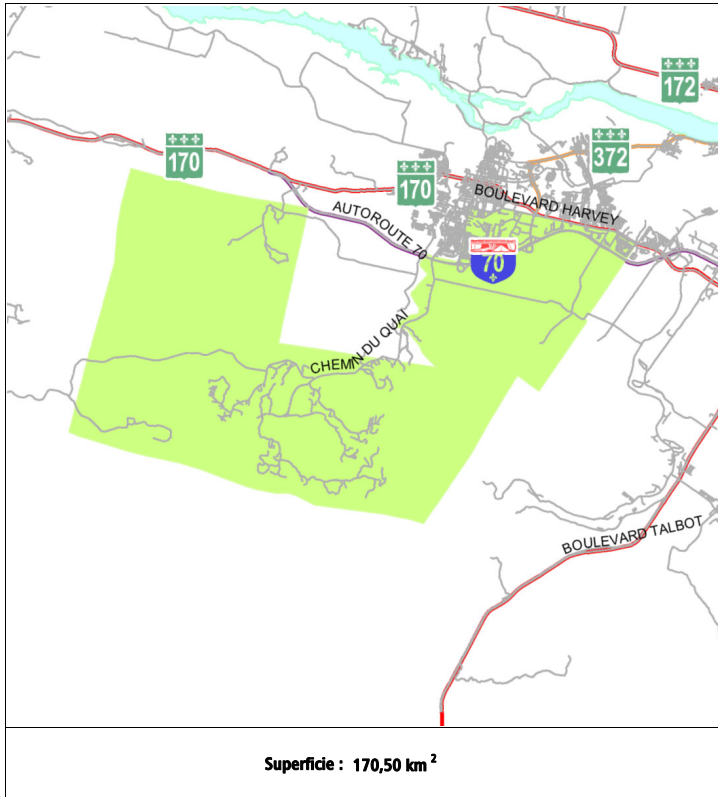 172
170
372
170
BOULEVARD HARVEY
AUTOROUTE 70
70
CHEMIN DU QUAI
BOULEVARD TALBOT
Superficie : 170,50 km ²